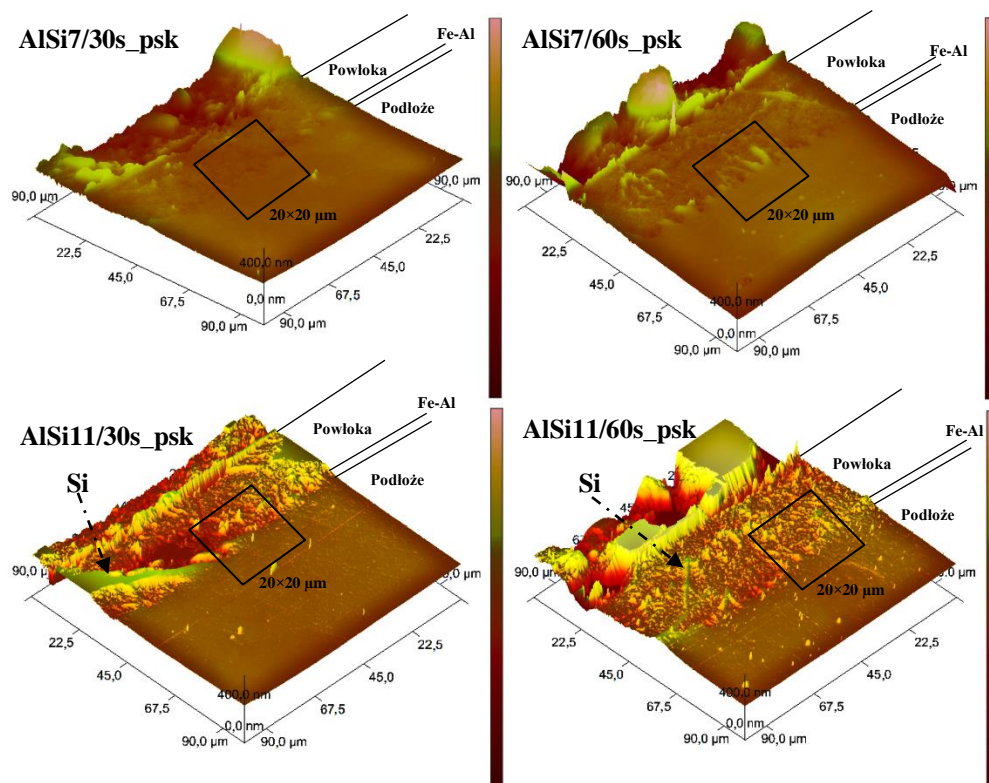 AlSi7/30s_psk
Fe-Al
Powłoka
Podłoże
20×20 μm
90,0 μm
22,5
45,0
67,5
90,0 μm
400,0 nm
0,0 nm
90,0 μm
67,5
45,0
22,5
90,0 μm
AlSi7/60s_psk
Fe-Al
Powłoka
Podłoże
20×20 μm
90,0 μm
22,5
45,0
67,5
90,0 μm
400,0 nm
0,0 nm
90,0 μm
67,5
45,0
22,5
AlSi11/30s_psk
Fe-Al
Powłoka
Podłoże
Si
20×20 μm
22,5
45,0
67,5
90,0 μm
400,0 nm
0,0 nm
90,0 μm
67,5
45,0
22,5
AlSi11/60s_psk
Fe-Al
Powłoka
Podłoże
Si
20×20 μm
90,0 μm
22,5
45,0
67,5
90,0 μm
400,0 nm
0,0 nm
90,0 μm
67,5
45,0
22,5